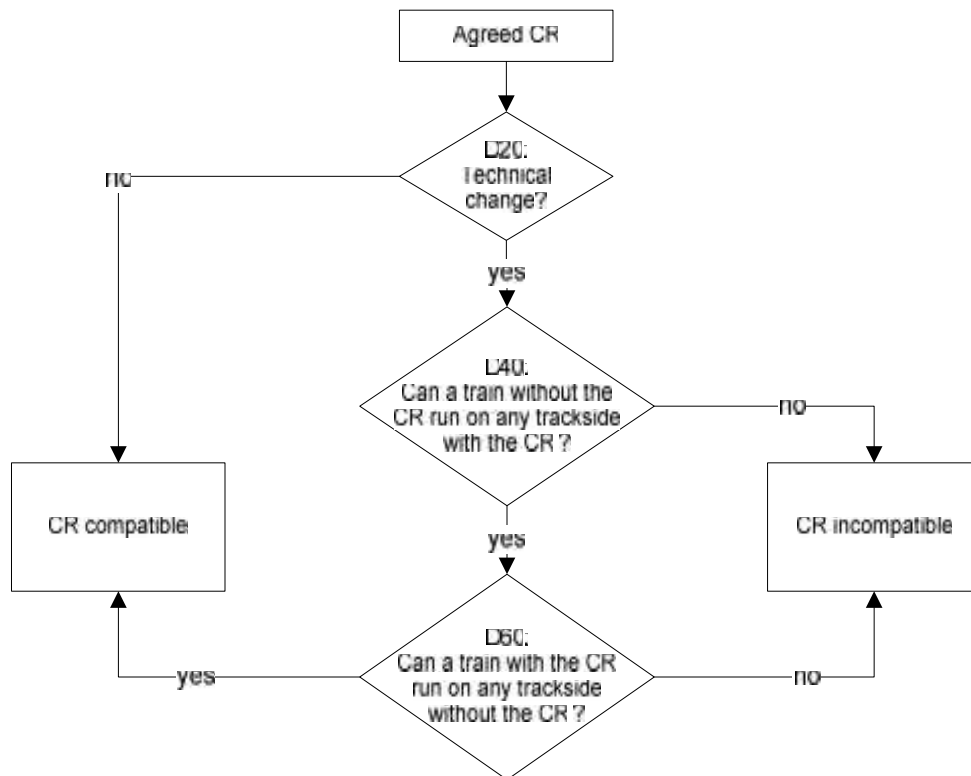 Agreed CR
D20:
Technical
change?
no
yes
D40:
Can a train without the
CR run on any trackside
with the CR ?
no
CR compatible
CR incompatible
yes
D60:
Can a train with the CR
run on any trackside
without the CR ?
yes
no